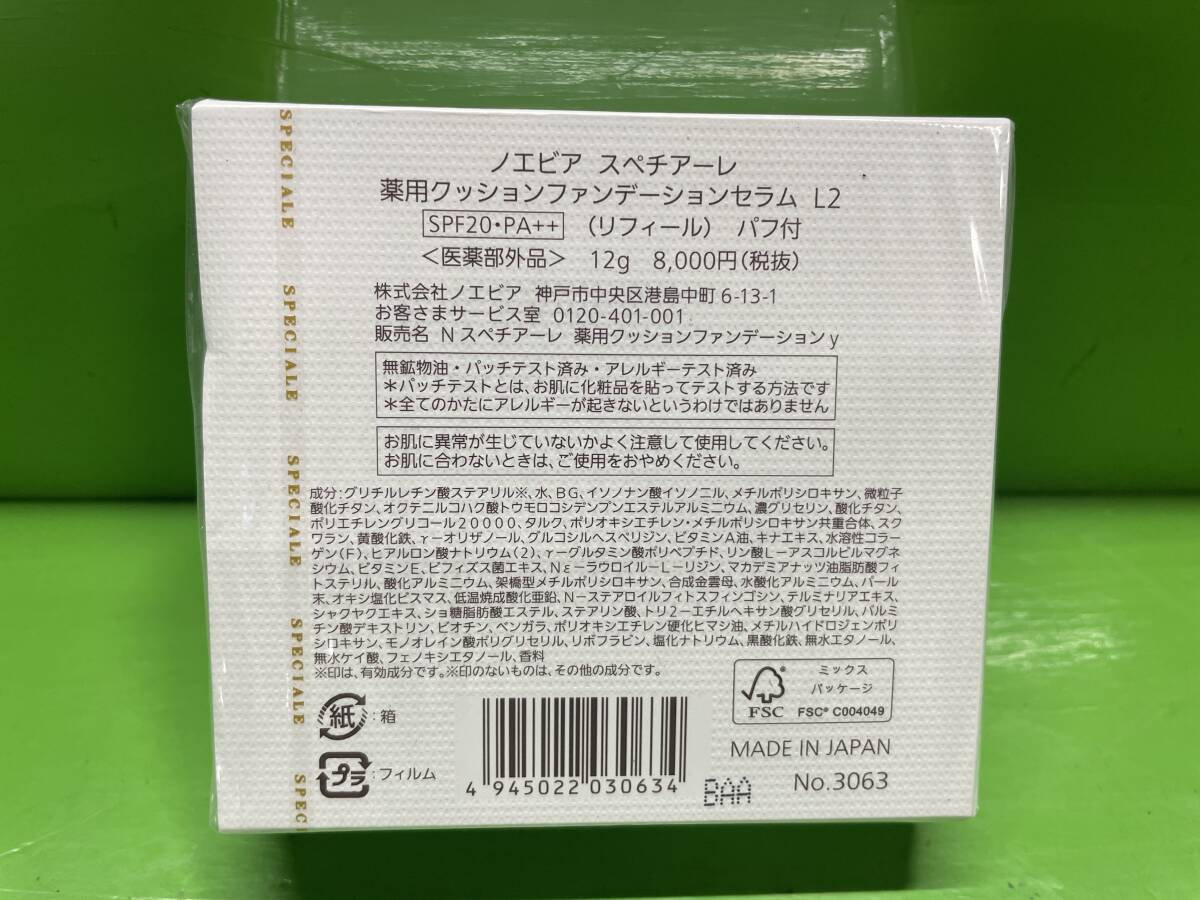 ノエビア スペチアーレ
薬用クッションファンデーションセラム L2
SPF20・PA++ (リフィール) パフ付
<医薬部外品> 12g 8,000円(税抜)
株式会社ノエビア 神戸市中央区港島中町6-13-1
お客さまサービス室 0120-401-001
販売名 N スペチアーレ 薬用クッションファンデーションy
無鉱物油・パッチテスト済み・アレルギーテスト済み
*パッチテストとは、お肌に化粧品を貼ってテストする方法です
*全てのかたにアレルギーが起きないというわけではありません
お肌に異常が生じていないかよく注意して使用してください。
お肌に合わないときは、ご使用をおやめください。
成分:グリチルレチン酸ステアリル※、水、BG、イソノナン酸イソノニル、メチルポリシロキサン、微粒子
酸化チタン、オクテニルコハク酸トウモロコシデンプンエステルアルミニウム、濃グリセリン、酸化チタン、
ポリエチレングリコール20000、タルク、ポリオキシエチレン・メチルポリシロキサン共重合体、スク
ワラン、黄酸化鉄、γーオリザノール、グルコシルヘスペリジン、ビタミンA油、キナエキス、水溶性コラー
ゲン(F)、ヒアルロン酸ナトリウム(2)、γーグルタミン酸ポリペプチド、リン酸Lーアスコルビルマグネ
シウム、ビタミンE、ビフィズス菌エキス、NεーラウロイルーLーリジン、マカデミアナッツ油脂肪酸フィ
トステリル、酸化アルミニウム、架橋型メチルポリシロキサン、合成金雲母、水酸化アルミニウム、パール
末、オキシ塩化ビスマス、低温焼成酸化亜鉛、Nーステアロイルフィトスフィンゴシン、テルミナリアエキス、
シャクヤクエキス、ショ糖脂肪酸エステル、ステアリン酸、トリ2ーエチルヘキサン酸グリセリル、パルミ
チン酸デキストリン、ビオチン、ベンガラ、ポリオキシエチレン硬化ヒマシ油、メチルハイドロジェンポリ
シロキサン、モノオレイン酸ポリグリセリル、リボフラビン、塩化ナトリウム、黒酸化鉄、無水エタノール、
無水ケイ酸、フェノキシエタノール、香料
※印は、有効成分です。※印のないものは、その他の成分です。
紙 :箱
プラ :フィルム
4 945022 030634
BAA
FSC
ミックス
パッケージ
FSC® C004049
MADE IN JAPAN
No.3063
SPECIALE
SPECIALE
SPECIALE
SPECIALE
SPEC